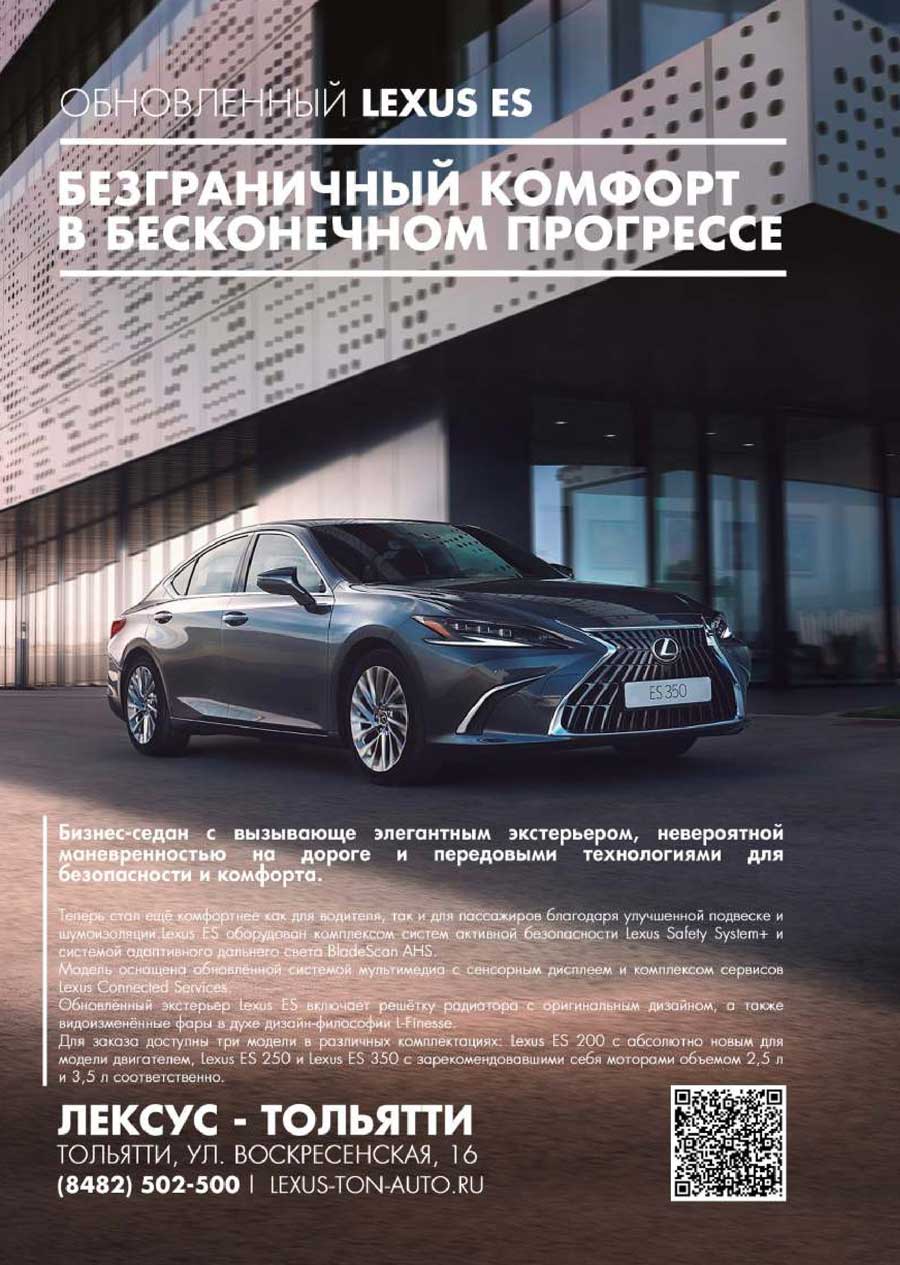 ОБНОВЛЕННЫЙ LEXUS ES
БЕЗГРАНИЧНЫЙ КОМФОРТ
В БЕСКОНЕЧНОМ ПРОГРЕССЕ
ES 350
Бизнес-седан с вызывающе элегантным экстерьером, невероятной
маневренностью на дороге и передовыми технологиями для
безопасности и комфорта.
Теперь стал ещё комфортнее как для водителя, так и для пассажиров благодаря улучшенной подвеске и
шумоизоляции.Lexus ES оборудован комплексом систем активной безопасности Lexus Safety System+ и
системой адаптивного дальнего света BladeScan AHS.
Модель оснащена обновлённой системой мультимедиа с сенсорным дисплеем и комплексом сервисов
Lexus Connected Services.
Обновлённый экстерьер Lexus ES включает решётку радиатора с оригинальным дизайном, а также
видоизменённые фары в духе дизайн-философии L-Finesse.
Для заказа доступны три модели в различных комплектациях: Lexus ES 200 с абсолютно новым для
модели двигателем, Lexus ES 250 и Lexus ES 350 с зарекомендовавшими себя моторами объемом 2,5 л
и 3,5 л соответственно.
ЛЕКСУС - ТОЛЬЯТТИ
ТОЛЬЯТТИ, УЛ. ВОСКРЕСЕНСКАЯ, 16
(8482) 502-500 | LEXUS-TON-AUTO.RU